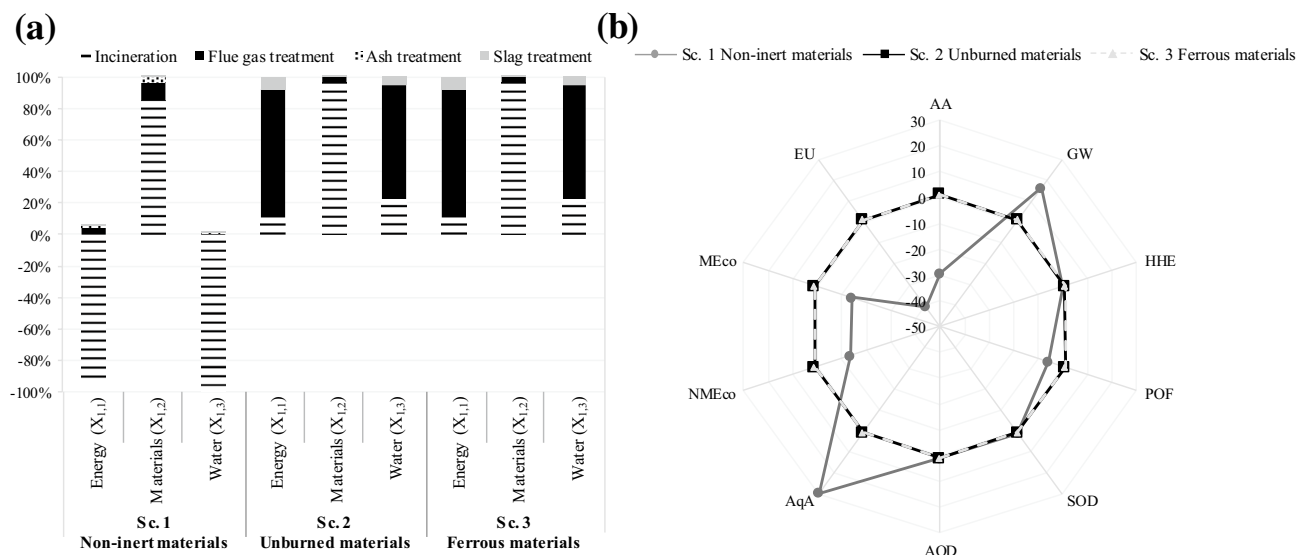 (a)
Incineration Flue gas treatment Ash treatment Slag treatment
100%
80%
60%
40%
20%
0%
-20%
-40%
-60%
-80%
-100%
Energy (X1,1)
Materials (X1,2)
Water (X1,3)
Energy (X1,1)
Materials (X1,2)
Water (X1,3)
Energy (X1,1)
Materials (X1,2)
Water (X1,3)
Sc. 1
Non-inert materials
Sc. 2
Unburned materials
Sc. 3
Ferrous materials
(b)
Sc. 1 Non-inert materials Sc. 2 Unburned materials Sc. 3 Ferrous materials
AA
GW
HHE
POF
SOD
AOD
AqA
NMEco
MEco
EU
30
20
10
0
-10
-20
-30
-40
-50